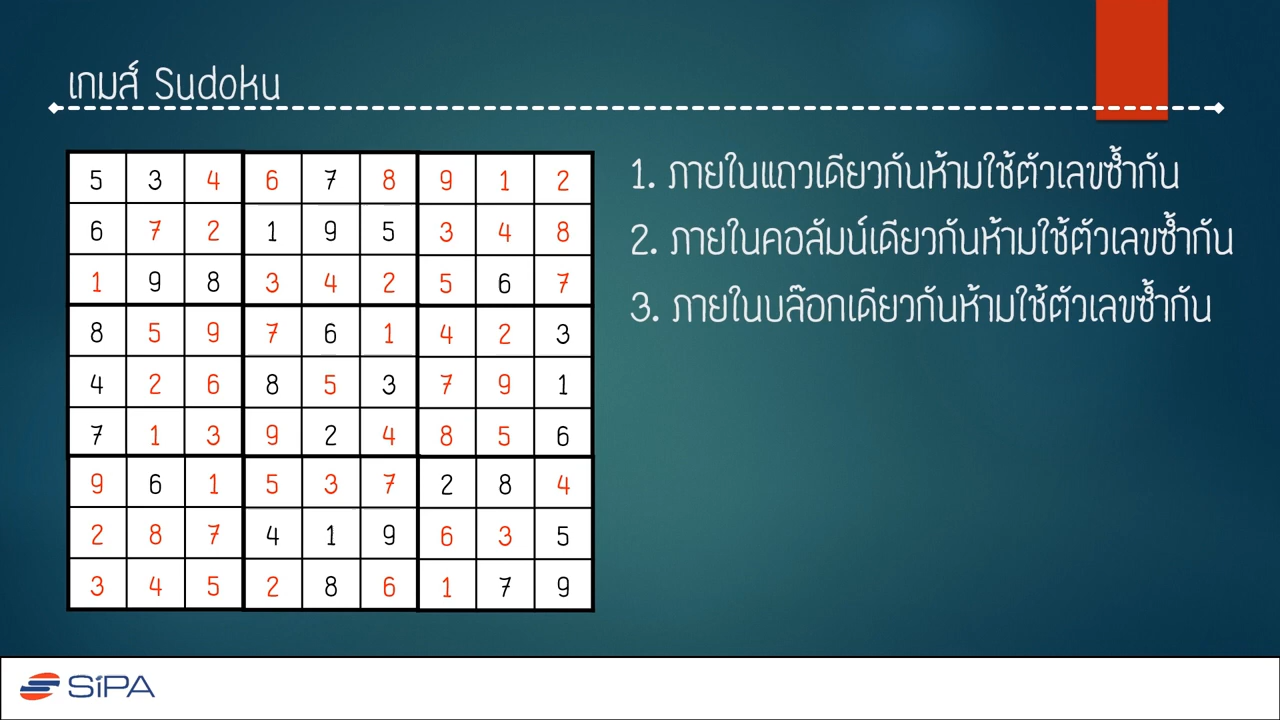 เกมส์ Sudoku
1. ภายในแถวเดียวกันห้ามใช้ตัวเลขซ้ำกัน
2. ภายในคอลัมน์เดียวกันห้ามใช้ตัวเลขซ้ำกัน
3. ภายในบล๊อกเดียวกันห้ามใช้ตัวเลขซ้ำกัน
5 3 4 6 7 8 9 1 2
6 7 2 1 9 5 3 4 8
1 9 8 3 4 2 5 6 7
8 5 9 7 6 1 4 2 3
4 2 6 8 5 3 7 9 1
7 1 3 9 2 4 8 5 6
9 6 1 5 3 7 2 8 4
2 8 7 4 1 9 6 3 5
3 4 5 2 8 6 1 7 9
SiPA